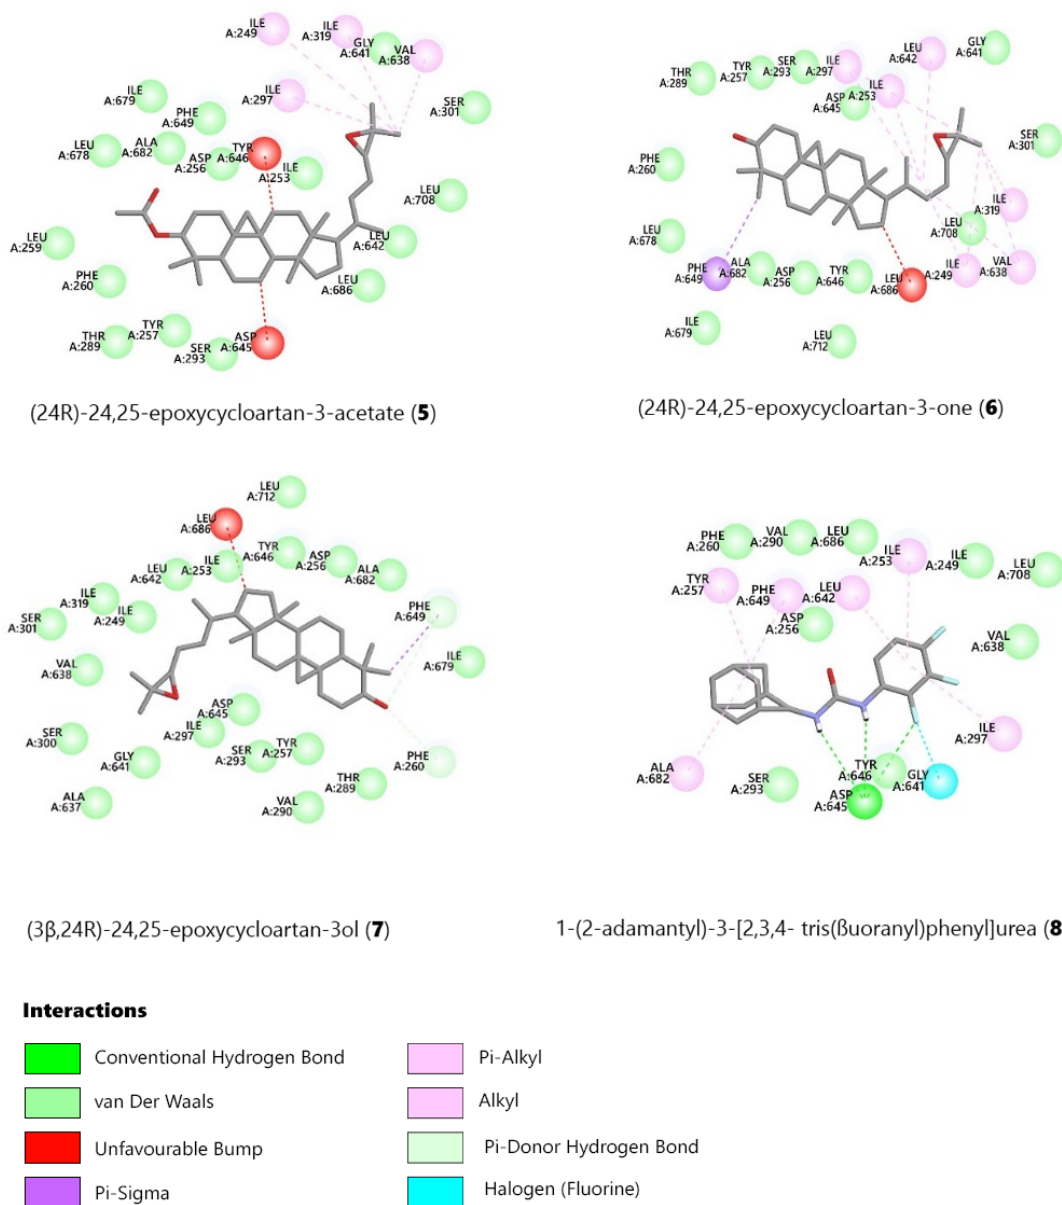 ILE
A:249
ILE
A:319
GLY
A:641
VAL
A:638
ILE
A:297
SER
A:301
ILE
A:679
PHE
A:649
LEU
A:678
ALA
A:682
ASP
A:256
TYR
A:646
ILE
A:253
LEU
A:708
LEU
A:259
LEU
A:642
PHE
A:260
LEU
A:686
THR
A:289
TYR
A:257
SER
A:293
ASP
A:645
(24R)-24,25-epoxycycloartan-3-acetate (5)
THR
A:289
TYR
A:257
SER
A:293
ILE
A:297
ASP
A:645
ILE
A:253
LEU
A:642
GLY
A:641
SER
A:301
PHE
A:260
ILE
A:319
LEU
A:678
LEU
A:708
PHE
A:649
ALA
A:682
ASP
A:256
TYR
A:646
LEU
A:686
ILE
A:249
VAL
A:638
ILE
A:679
LEU
A:712
(24R)-24,25-epoxycycloartan-3-one (6)
LEU
A:712
LEU
A:686
LEU
A:642
ILE
A:253
TYR
A:646
ASP
A:256
ALA
A:682
SER
A:301
ILE
A:319
ILE
A:249
PHE
A:649
VAL
A:638
ILE
A:679
SER
A:300
GLY
A:641
ASP
A:645
ILE
A:297
SER
A:293
TYR
A:257
PHE
A:260
ALA
A:637
THR
A:289
VAL
A:290
(3β,24R)-24,25-epoxycycloartan-3ol (7)
PHE
A:260
VAL
A:290
LEU
A:686
ILE
A:253
ILE
A:249
LEU
A:708
TYR
A:257
PHE
A:649
LEU
A:642
ASP
A:256
VAL
A:638
ILE
A:297
ALA
A:682
SER
A:293
TYR
A:646
ASP
A:645
GLY
A:641
1-(2-adamantyl)-3-[2,3,4- tris(ßuoranyl)phenyl]urea (8
Interactions
Conventional Hydrogen Bond
van Der Waals
Unfavourable Bump
Pi-Sigma
Pi-Alkyl
Alkyl
Pi-Donor Hydrogen Bond
Halogen (Fluorine)